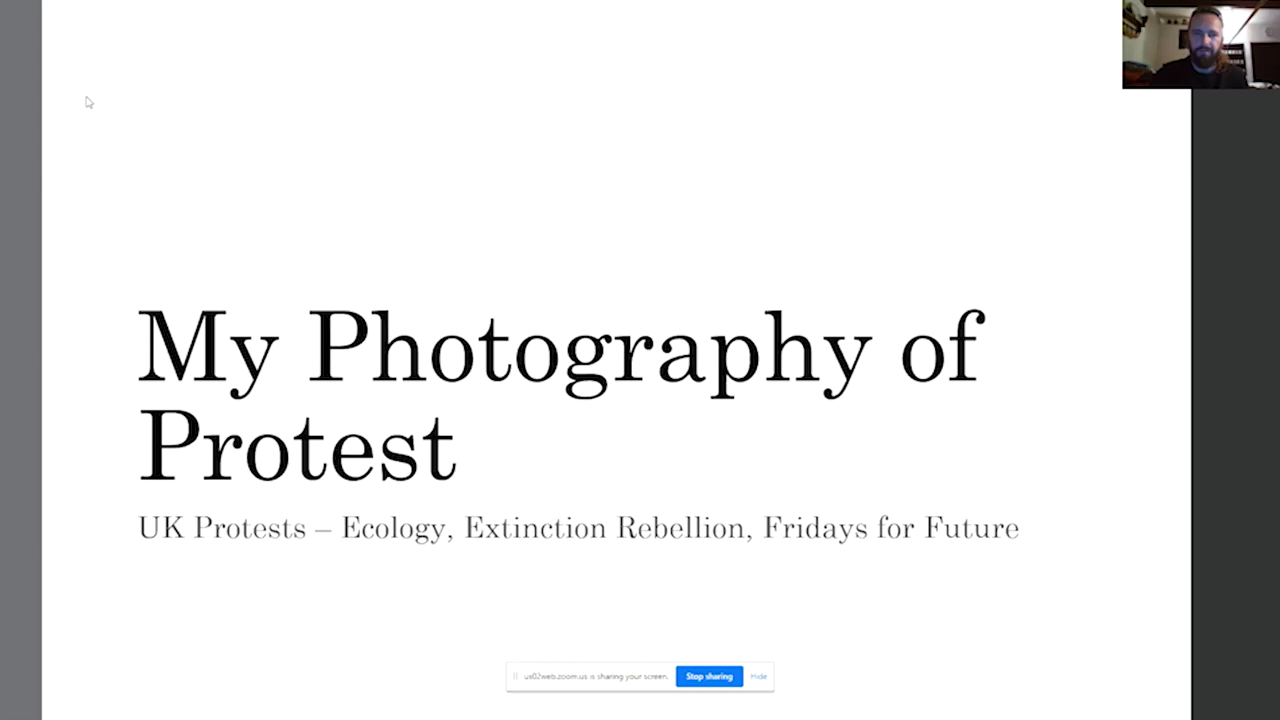 My Photography of
Protest
UK Protests – Ecology, Extinction Rebellion, Fridays for Future
us02web.zoom.us is sharing your screen. Stop sharing Hide